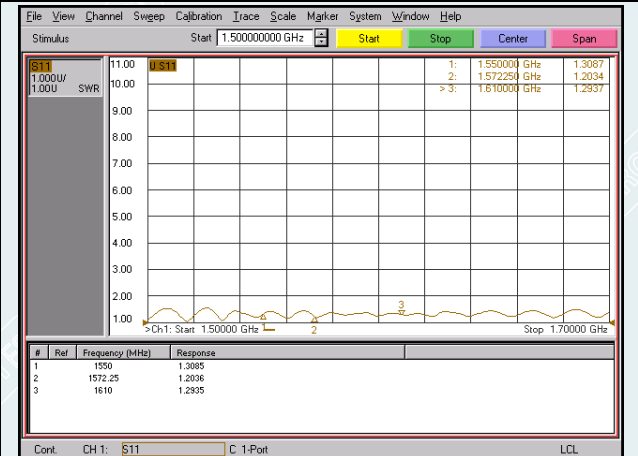 File View Channel Sweep Calibration Trace Scale Marker System Window Help
Stimulus Start 1.500000000 GHz Start Stop Center Span
S11
1.000U/
1.00U SWR
11.00
10.00
9.00
8.00
7.00
6.00
5.00
4.00
3.00
2.00
1.00
U S11
1: 1.550000 GHz 1.3087
2: 1.572250 GHz 1.2034
> 3: 1.610000 GHz 1.2937
3
1
2
>Ch1: Start 1.50000 GHz Stop 1.70000 GHz
# Ref Frequency (MHz) Response
1 1550 1.3085
2 1572.25 1.2036
3 1610 1.2935
Cont. CH 1: S11 C 1-Port LCL